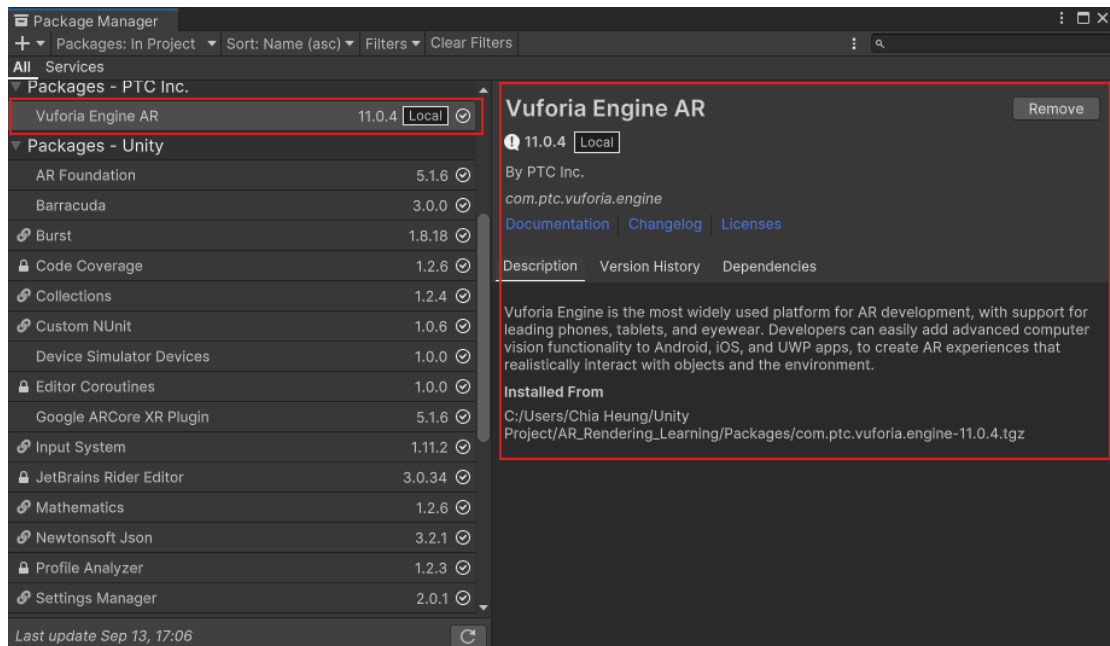 Package Manager
Packages: In Project Sort: Name (asc) Filters Clear Filters
All Services
Packages - PTC Inc.
Vuforia Engine AR 11.0.4 Local
Packages - Unity
AR Foundation 5.1.6
Barracuda 3.0.0
Burst 1.8.18
Code Coverage 1.2.6
Collections 1.2.4
Custom NUnit 1.0.6
Device Simulator Devices 1.0.0
Editor Coroutines 1.0.0
Google ARCore XR Plugin 5.1.6
Input System 1.11.2
JetBrains Rider Editor 3.0.34
Mathematics 1.2.6
Newtonsoft Json 3.2.1
Profile Analyzer 1.2.3
Settings Manager 2.0.1
Last update Sep 13, 17:06
Vuforia Engine AR Remove
11.0.4 Local
By PTC Inc.
com.ptc.vuforia.engine
Documentation Changelog Licenses
Description Version History Dependencies
Vuforia Engine is the most widely used platform for AR development, with support for
leading phones, tablets, and eyewear. Developers can easily add advanced computer
vision functionality to Android, iOS, and UWP apps, to create AR experiences that
realistically interact with objects and the environment.
Installed From
C:/Users/Chia Heung/Unity
Project/AR_Rendering_Learning/Packages/com.ptc.vuforia.engine-11.0.4.tgz